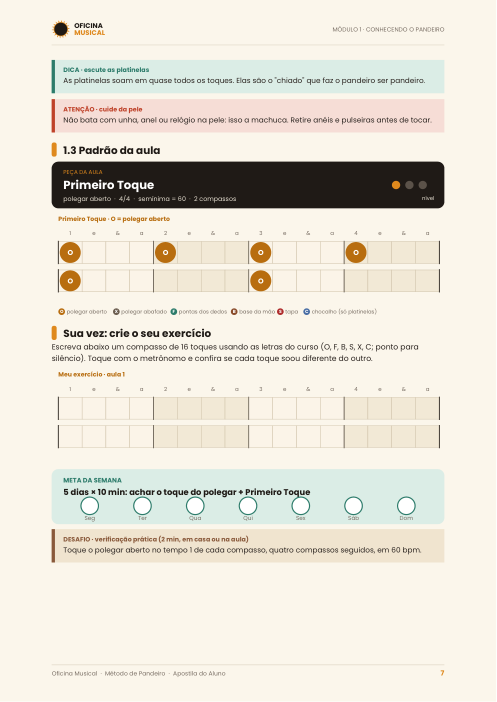 OFICINA
MUSICAL
MÓDULO 1 · CONHECENDO O PANDEIRO
DICA · escute as platinelas
As platinelas soam em quase todos os toques. Elas são o "chiado" que faz o pandeiro ser pandeiro.
ATENÇÃO · cuide da pele
Não bata com unha, anel ou relógio na pele: isso a machuca. Retire anéis e pulseiras antes de tocar.
1.3 Padrão da aula
PEÇA DA AULA
Primeiro Toque
polegar aberto · 4/4 · semínima = 60 · 2 compassos
nível
Primeiro Toque · O = polegar aberto
1 e & a 2 e & a 3 e & a 4 e & a
O O O O
O O
O polegar aberto X polegar abafado F pontas dos dedos B base da mão S tapa C chocalho (só platinelas)
Sua vez: crie o seu exercício
Escreva abaixo um compasso de 16 toques usando as letras do curso (O, F, B, S, X, C; ponto para
silêncio). Toque com o metrônomo e confira se cada toque soou diferente do outro.
Meu exercício · aula 1
1 e & a 2 e & a 3 e & a 4 e & a
META DA SEMANA
5 dias × 10 min: achar o toque do polegar + Primeiro Toque
Seg Ter Qua Qui Sex Sáb Dom
DESAFIO · verificação prática (2 min, em casa ou na aula)
Toque o polegar aberto no tempo 1 de cada compasso, quatro compassos seguidos, em 60 bpm.
Oficina Musical · Método de Pandeiro · Apostila do Aluno
7